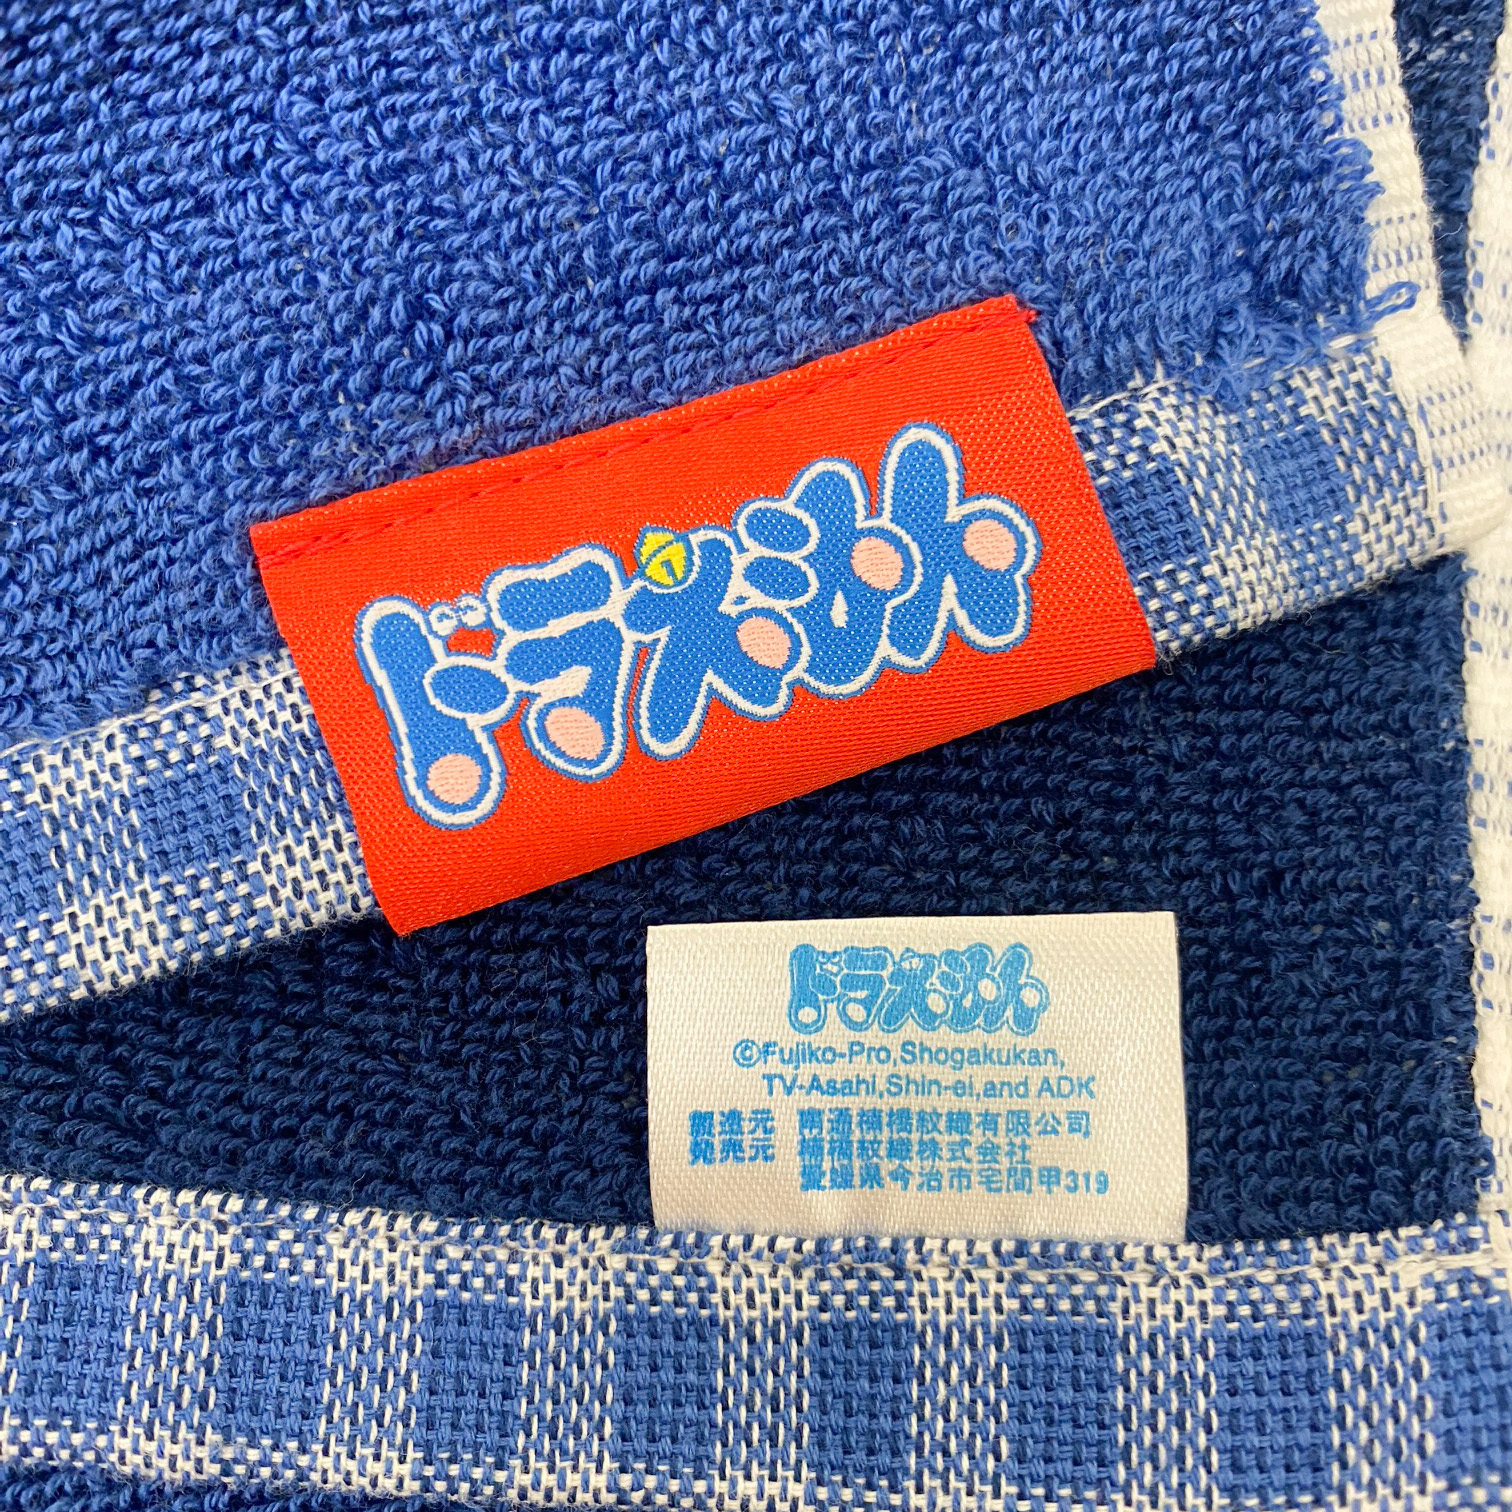 ドラえもん
ドラえもん
©Fujiko-Pro,Shogakukan,
TV-Asahi,Shin-ei,and ADK
製造元 南通楠橋紋織有限公司
発売元 楠橋紋織株式会社
愛媛県今治市宅間甲319